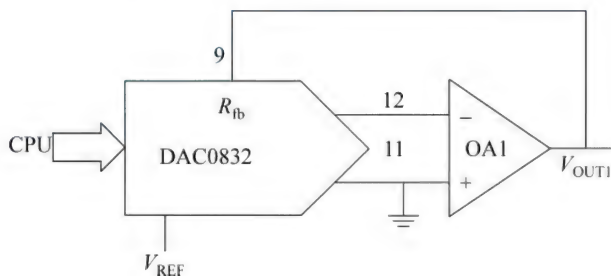 9
R_fb
12
CPU
DAC0832
11
−
OA1
+
V_OUT1
V_REF